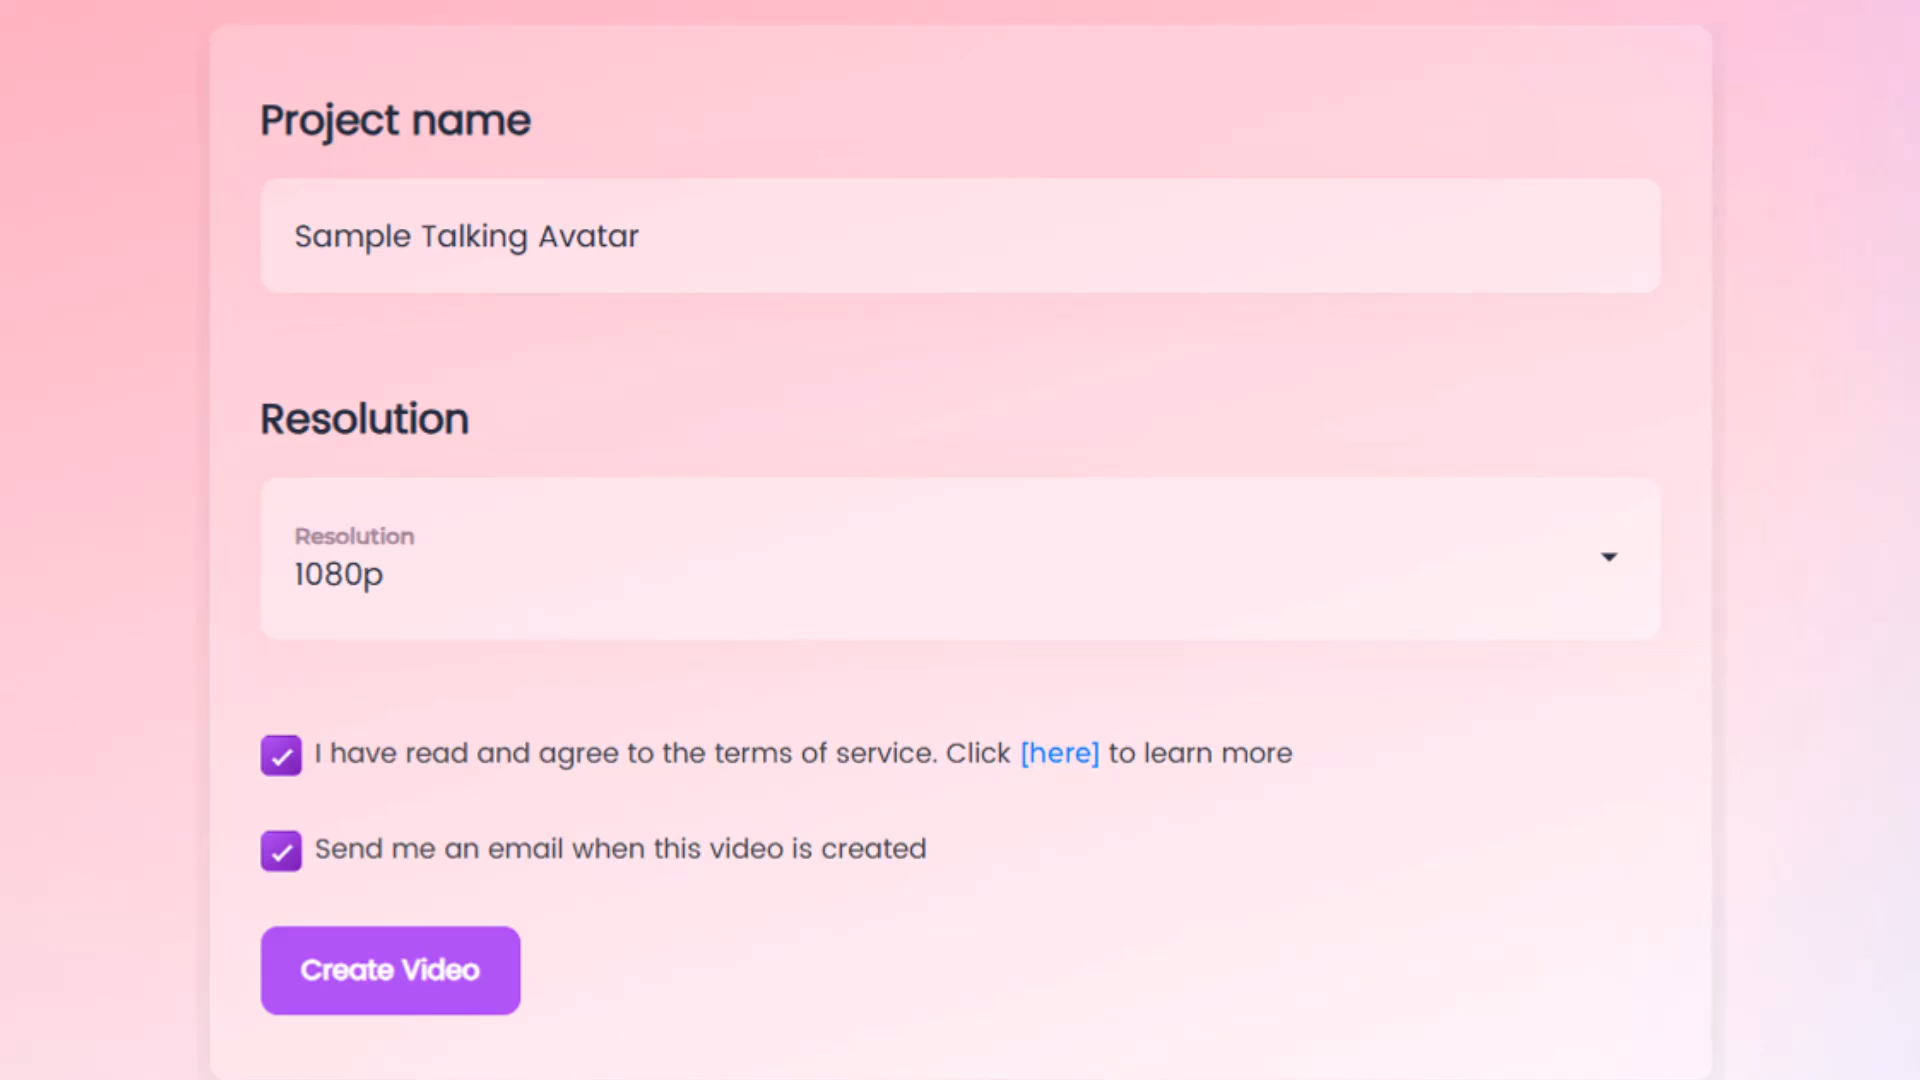 Project name
Sample Talking Avatar
Resolution
Resolution
1080p
I have read and agree to the terms of service. Click [here] to learn more
Send me an email when this video is created
Create Video